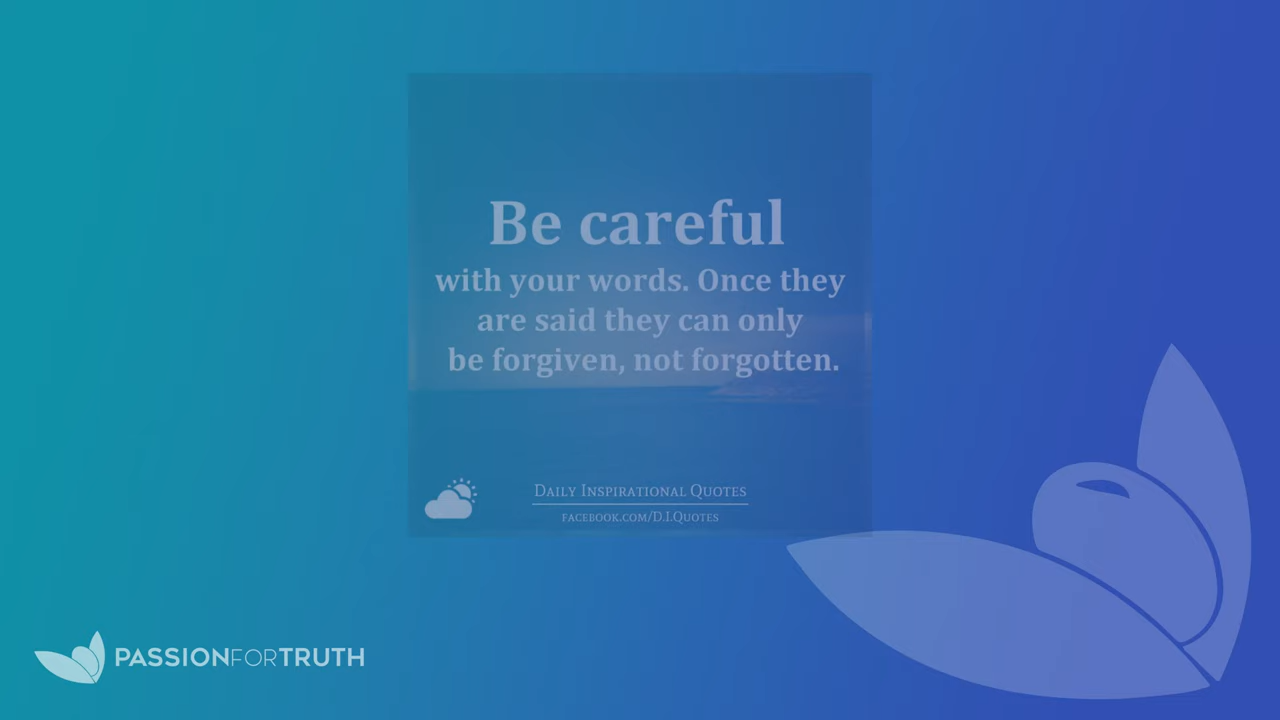 Be careful
with your words. Once they
are said they can only
be forgiven, not forgotten.
Daily Inspirational Quotes
facebook.com/D.I.Quotes
PASSIONFORTRUTH